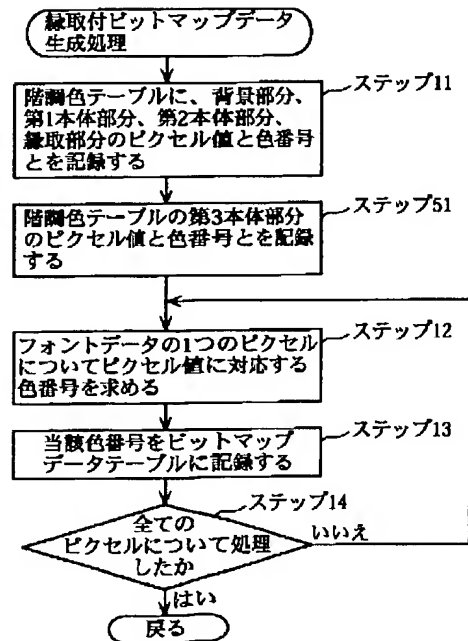 縁取付ビットマップデータ
生成処理
ステップ11
階調色テーブルに、背景部分、
第1本体部分、第2本体部分、
縁取部分のピクセル値と色番号
とを記録する
ステップ51
階調色テーブルの第3本体部分
のピクセル値と色番号とを記録
する
ステップ12
フォントデータの1つのピクセル
についてピクセル値に対応する
色番号を求める
ステップ13
当該色番号をビットマップ
データテーブルに記録する
ステップ14
全ての
ピクセルについて処理
したか
いいえ
はい
戻る